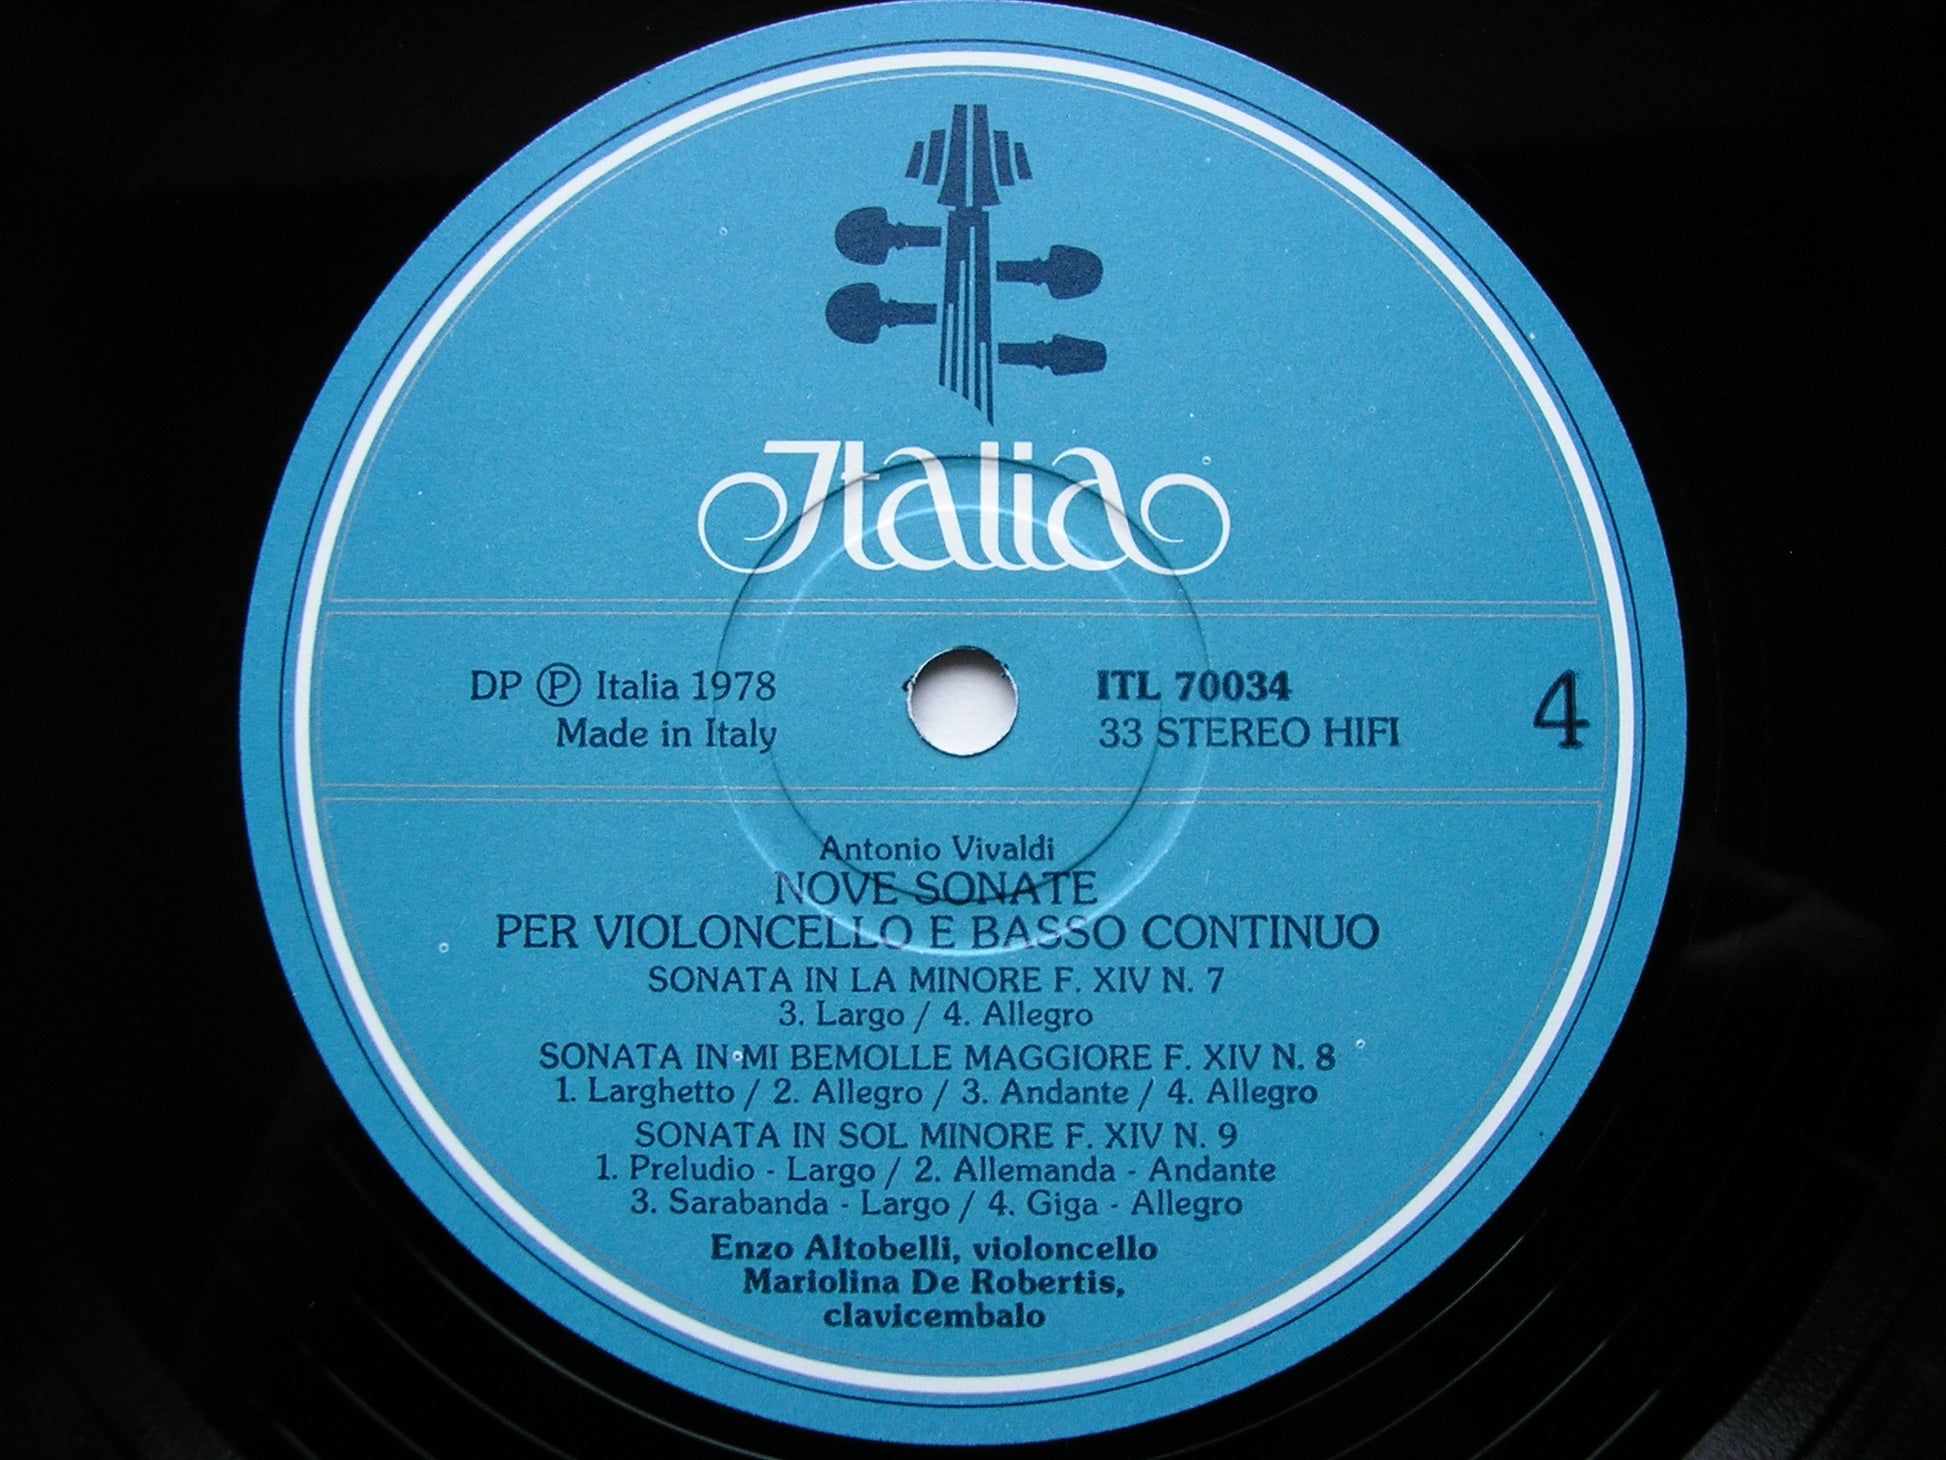 Italia
DP Ⓟ Italia 1978
Made in Italy
ITL 70034
33 STEREO HIFI
4
Antonio Vivaldi
NOVE SONATE
PER VIOLONCELLO E BASSO CONTINUO
SONATA IN LA MINORE F. XIV N. 7
3. Largo / 4. Allegro
SONATA IN MI BEMOLLE MAGGIORE F. XIV N. 8
1. Larghetto / 2. Allegro / 3. Andante / 4. Allegro
SONATA IN SOL MINORE F. XIV N. 9
1. Preludio - Largo / 2. Allemanda - Andante
3. Sarabanda - Largo / 4. Giga - Allegro
Enzo Altobelli, violoncello
Mariolina De Robertis,
clavicembalo